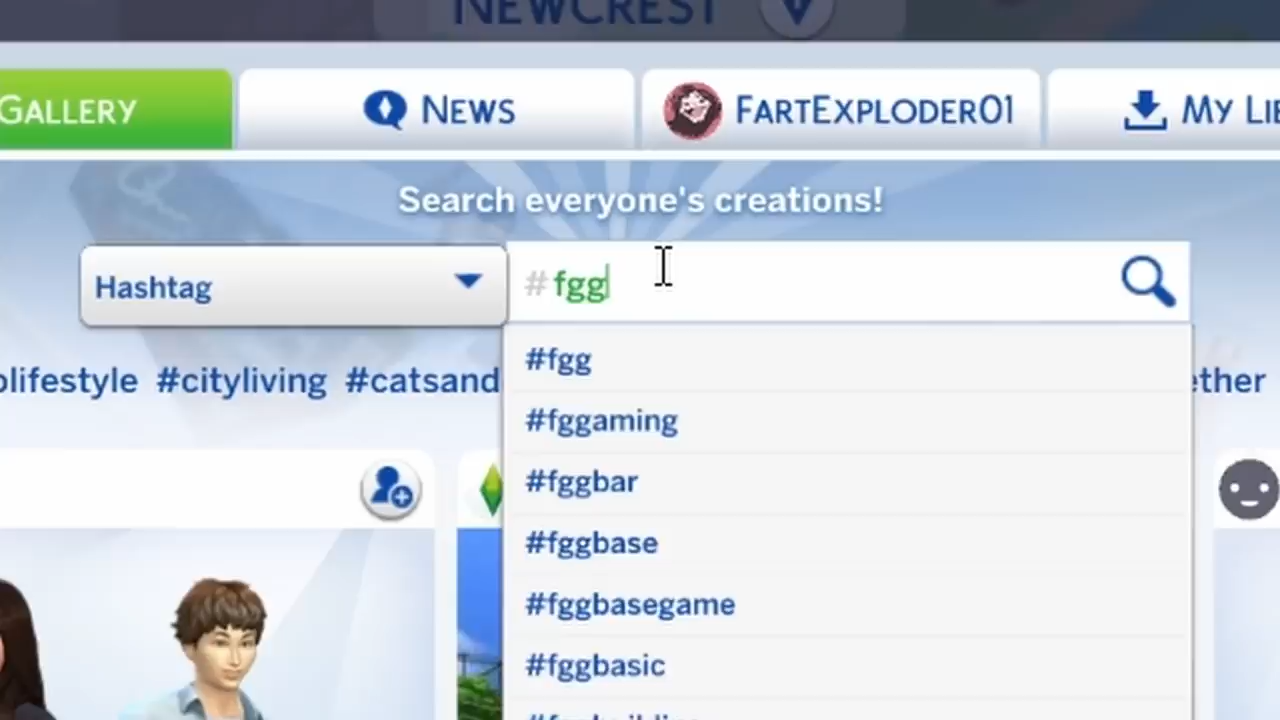 NEWCREST
GALLERY
NEWS
FARTEXPLODER01
MY LI
Search everyone's creations!
Hashtag
# fgg
olifestyle #cityliving #catsand
ether
#fgg
#fggaming
#fggbar
#fggbase
#fggbasegame
#fggbasic